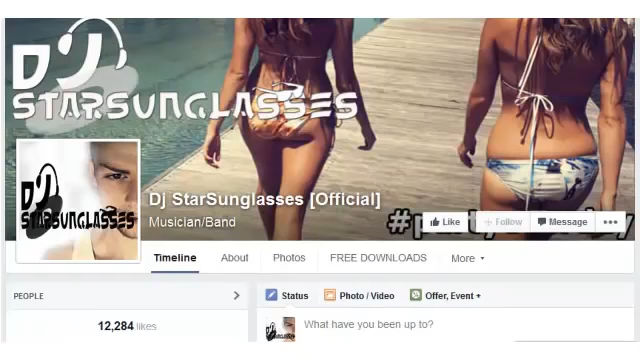 DJ
STARSUNGLASSES
DJ
STARSUNGLASSES
Dj StarSunglasses [Official]
Musician/Band
Like
Follow
Message
Timeline
About
Photos
FREE DOWNLOADS
More
PEOPLE
12,284 likes
Status
Photo / Video
Offer, Event +
What have you been up to?